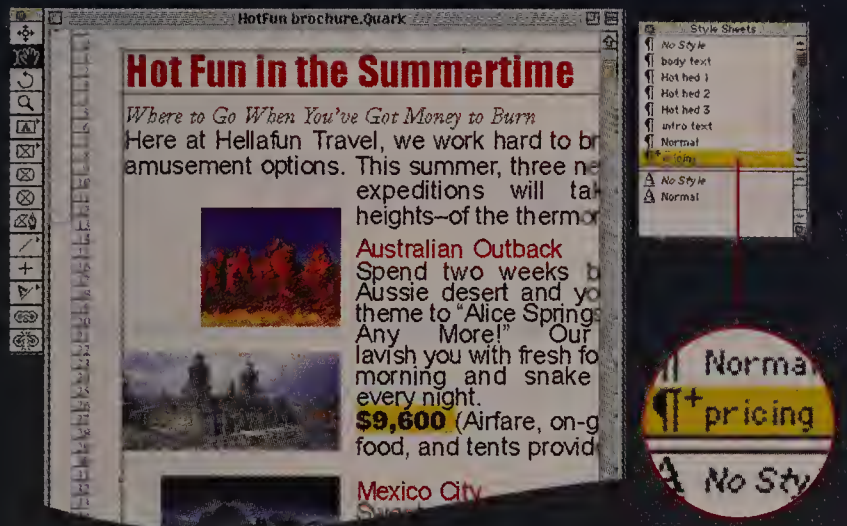 HotFun brochure.Quark
Hot Fun in the Summertime
Where to Go When You've Got Money to Burn
Here at Hellafun Travel, we work hard to br
amusement options. This summer, three ne
expeditions will ta
heights–of the thermo
Australian Outback
Spend two weeks b
Aussie desert and yo
theme to "Alice Springs
Any More!" Our
lavish you with fresh fo
morning and snake
every night.
$9,600 (Airfare, on-g
food, and tents provid
Mexico City
Style Sheets
¶ No Style
¶ body text
¶ Hot hed 1
¶ Hot hed 2
¶ Hot hed 3
¶ intro text
¶ Normal
¶+ pricing
A No Style
A Normal
¶ Norma
¶+pricing
A No Sty